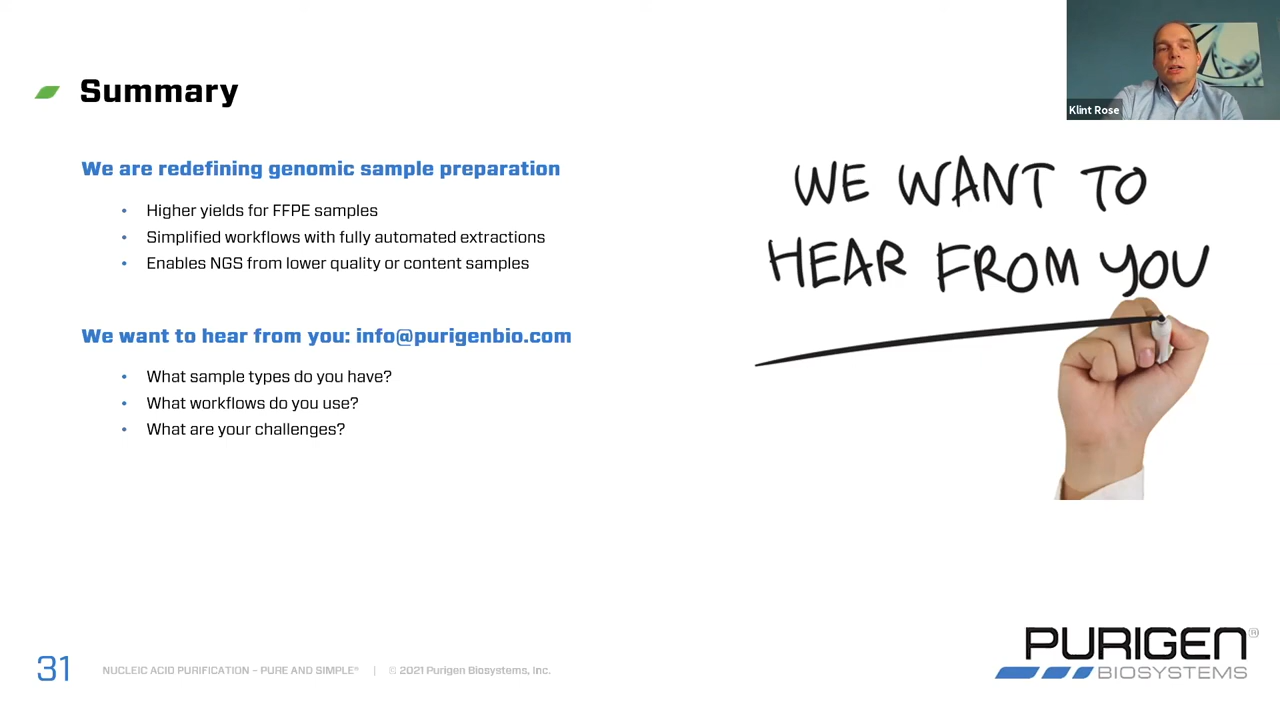 Klint Rose
Summary
We are redefining genomic sample preparation
• Higher yields for FFPE samples
• Simplified workflows with fully automated extractions
• Enables NGS from lower quality or content samples
We want to hear from you: info@purigenbio.com
• What sample types do you have?
• What workflows do you use?
• What are your challenges?
WE WANT TO
HEAR FROM YOU
31
NUCLEIC ACID PURIFICATION – PURE AND SIMPLE® | © 2021 Purigen Biosystems, Inc.
PURIGEN®
BIOSYSTEMS